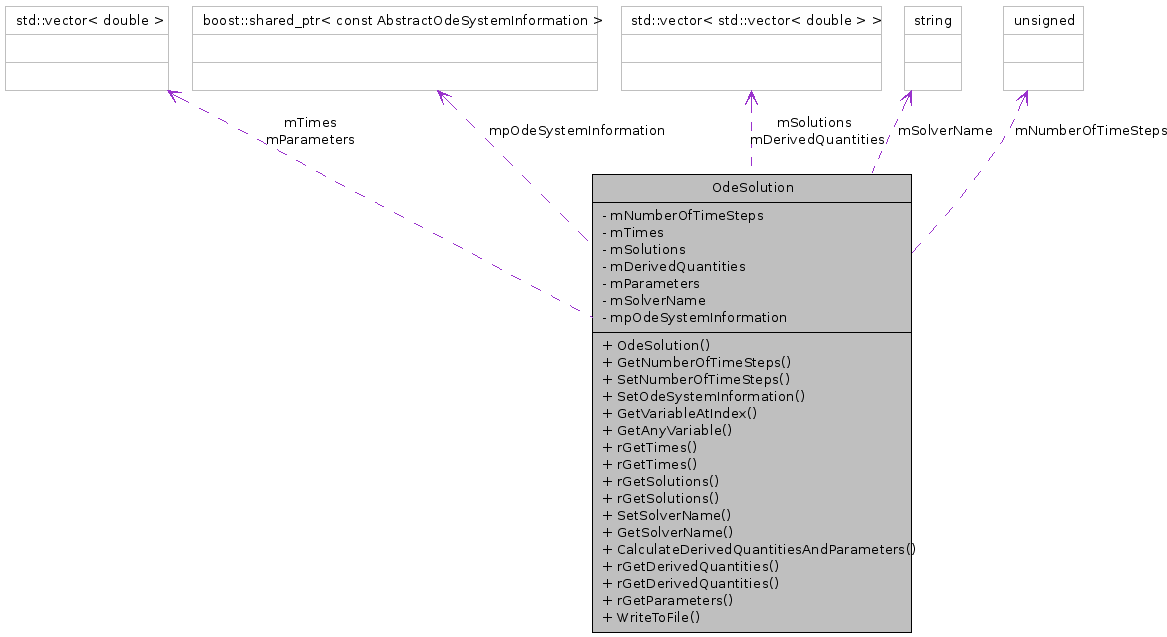 std::vector< double >
boost::shared_ptr< const AbstractOdeSystemInformation >
std::vector< std::vector< double > >
string
unsigned
mTimes
mParameters
mpOdeSystemInformation
mSolutions
mDerivedQuantities
mSolverName
mNumberOfTimeSteps
OdeSolution
- mNumberOfTimeSteps
- mTimes
- mSolutions
- mDerivedQuantities
- mParameters
- mSolverName
- mpOdeSystemInformation
+ OdeSolution()
+ GetNumberOfTimeSteps()
+ SetNumberOfTimeSteps()
+ SetOdeSystemInformation()
+ GetVariableAtIndex()
+ GetAnyVariable()
+ rGetTimes()
+ rGetTimes()
+ rGetSolutions()
+ rGetSolutions()
+ SetSolverName()
+ GetSolverName()
+ CalculateDerivedQuantitiesAndParameters()
+ rGetDerivedQuantities()
+ rGetDerivedQuantities()
+ rGetParameters()
+ WriteToFile()